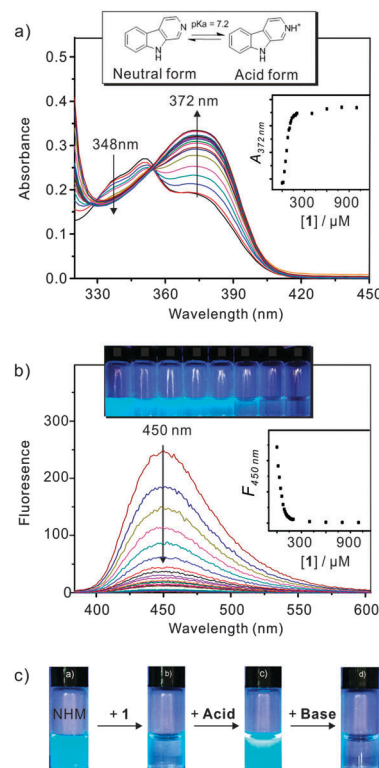 a)
pKa = 7.2
N
N
H
NH⁺
N
H
Neutral form
Acid form
372 nm
348nm
0.4
0.3
0.2
0.1
0.0
Absorbance
A372 nm
300 600 900
[1] / μM
330 360 390 420 450
Wavelength (nm)
b)
450 nm
300
200
100
0
Fluoresence
F450 nm
300 600 900
[1] / μM
400 450 500 550 600
Wavelength (nm)
c)
a)
b)
c)
d)
NHM
+ 1
+ Acid
+ Base